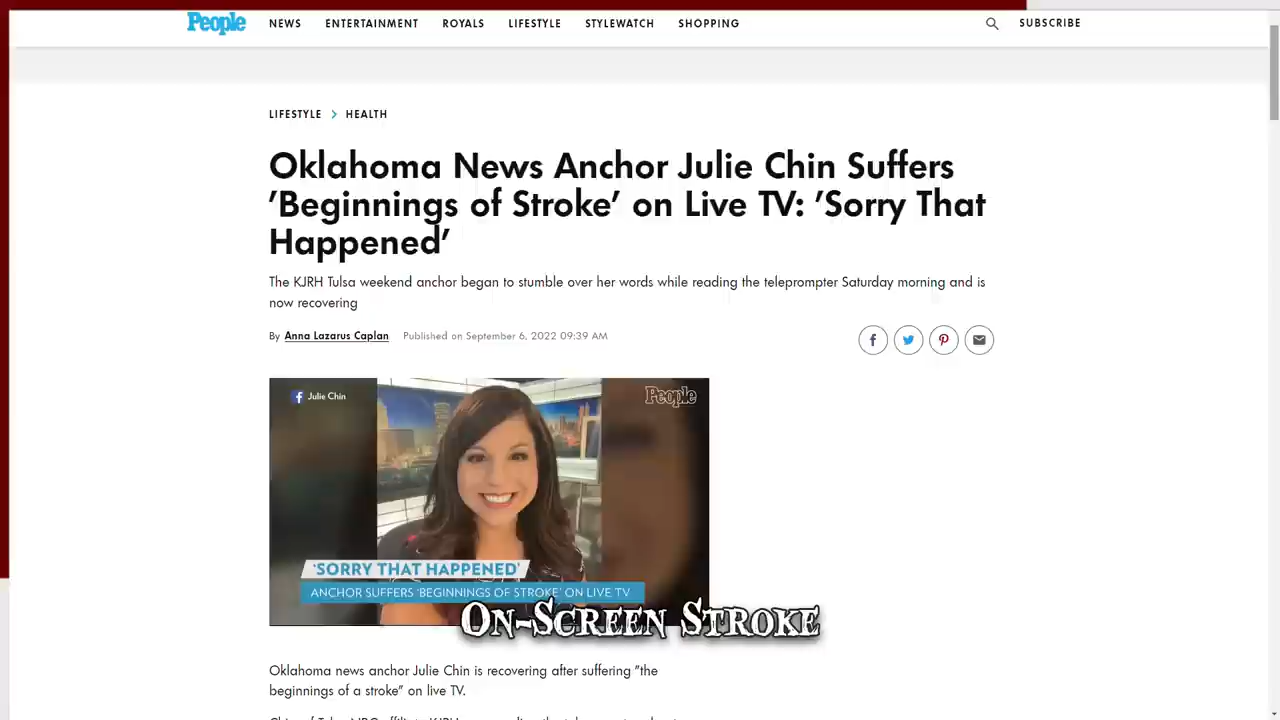 People NEWS ENTERTAINMENT ROYALS LIFESTYLE STYLEWATCH SHOPPING SUBSCRIBE
LIFESTYLE > HEALTH
Oklahoma News Anchor Julie Chin Suffers
'Beginnings of Stroke' on Live TV: 'Sorry That
Happened'
The KJRH Tulsa weekend anchor began to stumble over her words while reading the teleprompter Saturday morning and is
now recovering
By Anna Lazarus Caplan Published on September 6, 2022 09:39 AM
Julie Chin
People
'SORRY THAT HAPPENED'
ANCHOR SUFFERS 'BEGINNINGS OF STROKE' ON LIVE TV
ON-SCREEN STROKE
Oklahoma news anchor Julie Chin is recovering after suffering "the
beginnings of a stroke" on live TV.